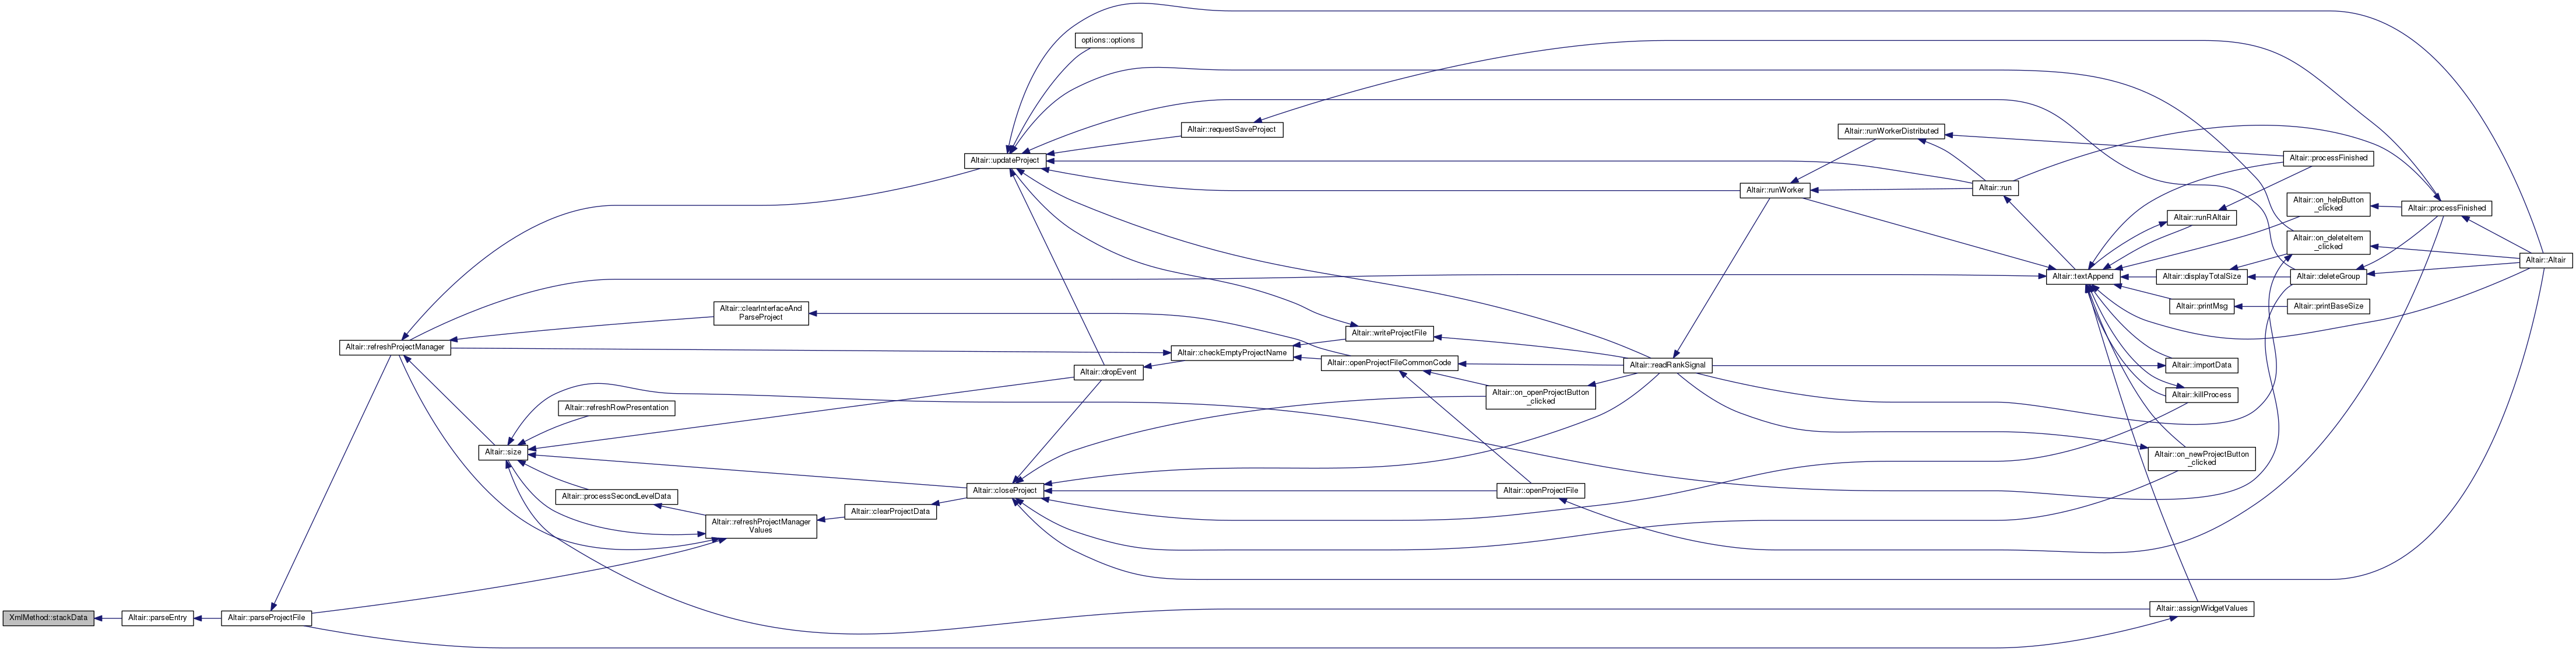 options::options
Altair::requestSaveProject
Altair::runWorkerDistributed
Altair::updateProject
Altair::processFinished
Altair::run
Altair::runWorker
Altair::on_helpButton
_clicked
Altair::processFinished
Altair::runRAltair
Altair::on_deleteItem
_clicked
Altair::Altair
Altair::textAppend
Altair::displayTotalSize
Altair::deleteGroup
Altair::printMsg
Altair::printBaseSize
Altair::clearInterfaceAnd
ParseProject
Altair::writeProjectFile
Altair::refreshProjectManager
Altair::checkEmptyProjectName
Altair::openProjectFileCommonCode
Altair::readRankSignal
Altair::importData
Altair::dropEvent
Altair::on_openProjectButton
_clicked
Altair::killProcess
Altair::refreshRowPresentation
Altair::size
Altair::on_newProjectButton
_clicked
Altair::processSecondLevelData
Altair::closeProject
Altair::openProjectFile
Altair::clearProjectData
Altair::refreshProjectManager
Values
Altair::assignWidgetValues
XmlMethod::stackData
Altair::parseEntry
Altair::parseProjectFile